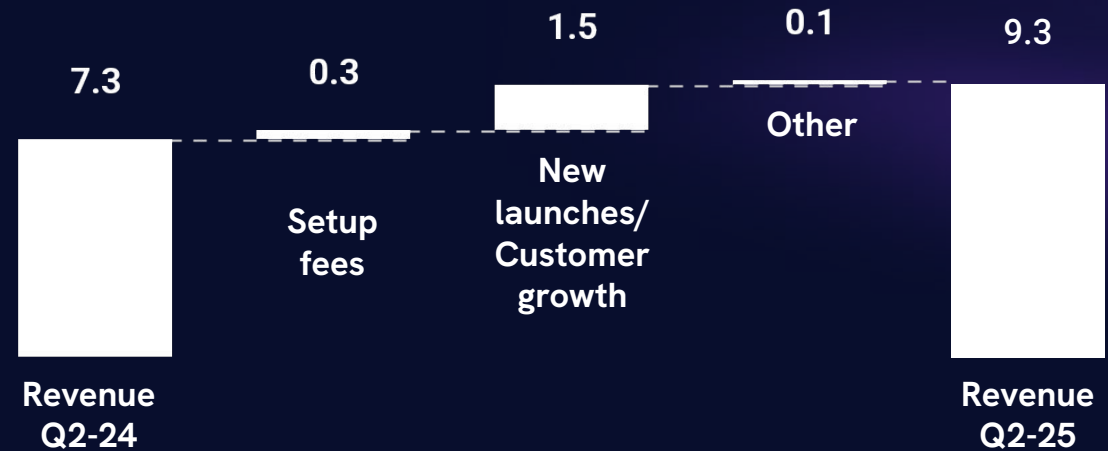 7.3
0.3
1.5
0.1
9.3
Setup
fees
New
launches/
Customer
growth
Other
Revenue
Q2-24
Revenue
Q2-25